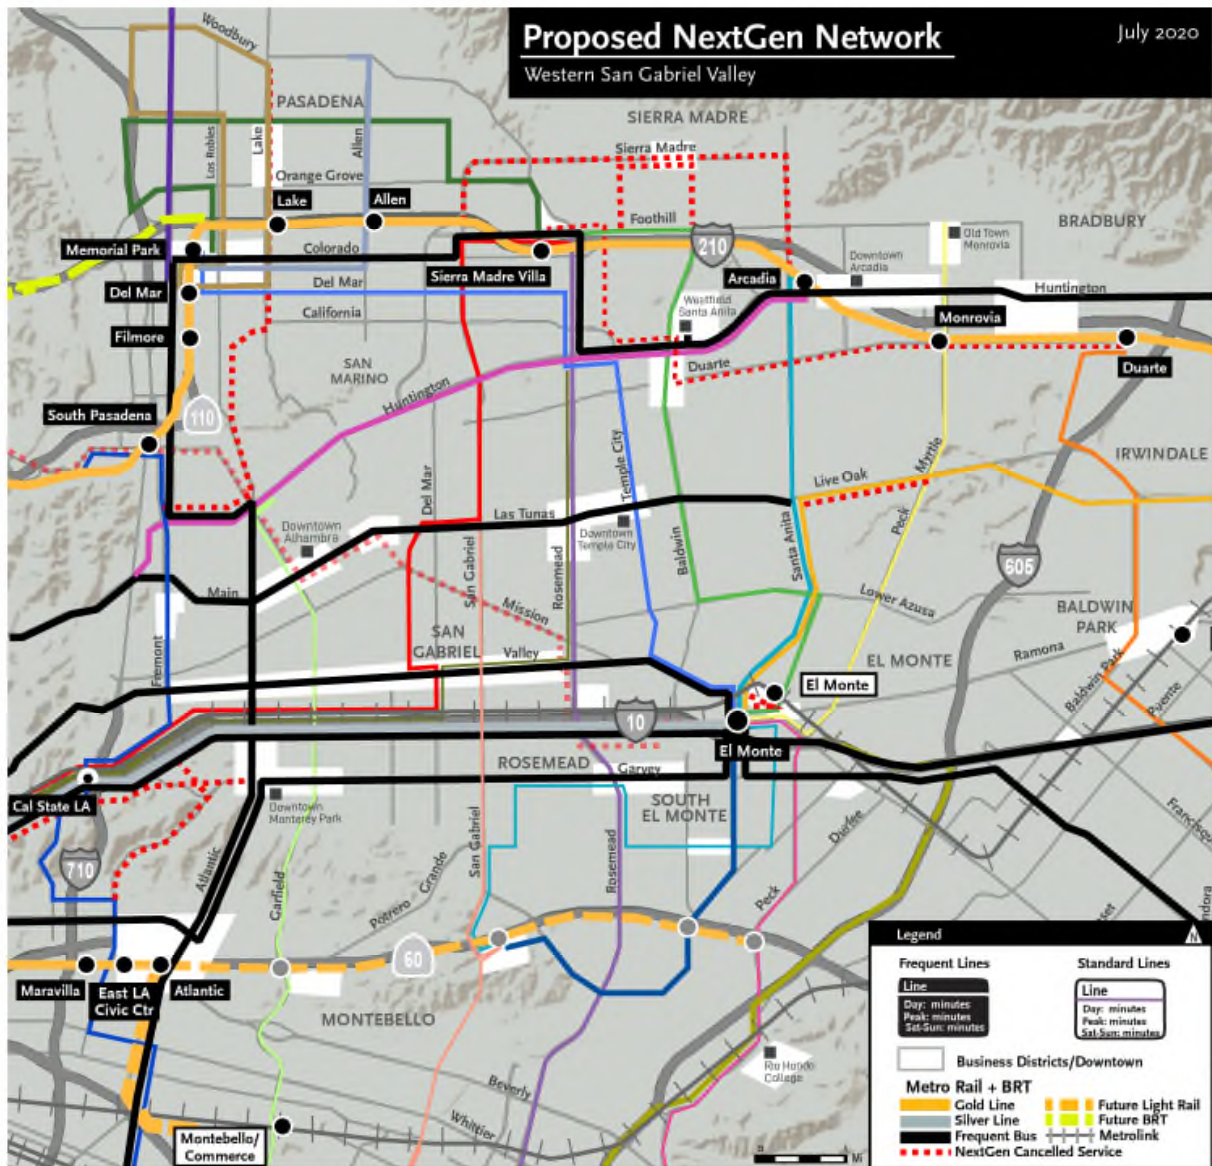 Proposed NextGen Network
July 2020
Western San Gabriel Valley
Woodbury
PASADENA
SIERRA MADRE
Los Robles
Lake
Allen
Sierra Madre
Orange Grove
Lake
Allen
Foothill
BRADBURY
Memorial Park
Colorado
210
Old Town
Monrovia
Sierra Madre Villa
Arcadia
Downtown
Arcadia
Del Mar
Del Mar
Westfield
Santa Anita
Huntington
California
Filmore
Monrovia
SAN
MARINO
Duarte
Duarte
Huntington
South Pasadena
110
Del Mar
Temple City
Myrtle
IRWINDALE
Live Oak
Las Tunas
Downtown
Alhambra
Downtown
Temple City
Peck
San Gabriel
Rosemead
Baldwin
Santa Anita
605
Main
Mission
Lower Azusa
BALDWIN
PARK
SAN
GABRIEL
Fremont
Valley
EL MONTE
Ramona
Baldwin Park
Puente
El Monte
10
El Monte
ROSEMEAD
Garvey
Cal State LA
Downtown
Monterey Park
SOUTH
EL MONTE
Durfee
San Gabriel
710
Atlantic
Garfield
Potrero Grande
Rosemead
Peck
60
Maravilla
East LA
Civic Ctr
Atlantic
MONTEBELLO
Rio Hondo
College
Beverly
Whittier
Montebello/
Commerce
Legend
N
Frequent Lines
Standard Lines
Line
Day: minutes
Peak: minutes
Sat-Sun: minutes
Line
Day: minutes
Peak: minutes
Sat-Sun: minutes
Business Districts/Downtown
Metro Rail + BRT
Gold Line
Future Light Rail
Silver Line
Future BRT
Frequent Bus
Metrolink
NextGen Cancelled Service
Mi